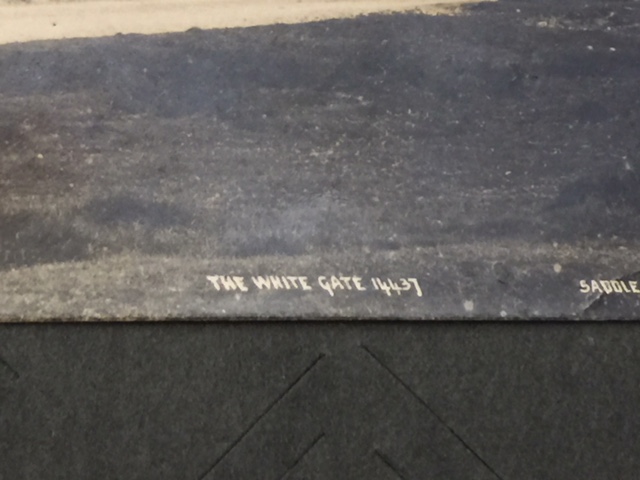 THE WHITE GATE 14437
SADDLE